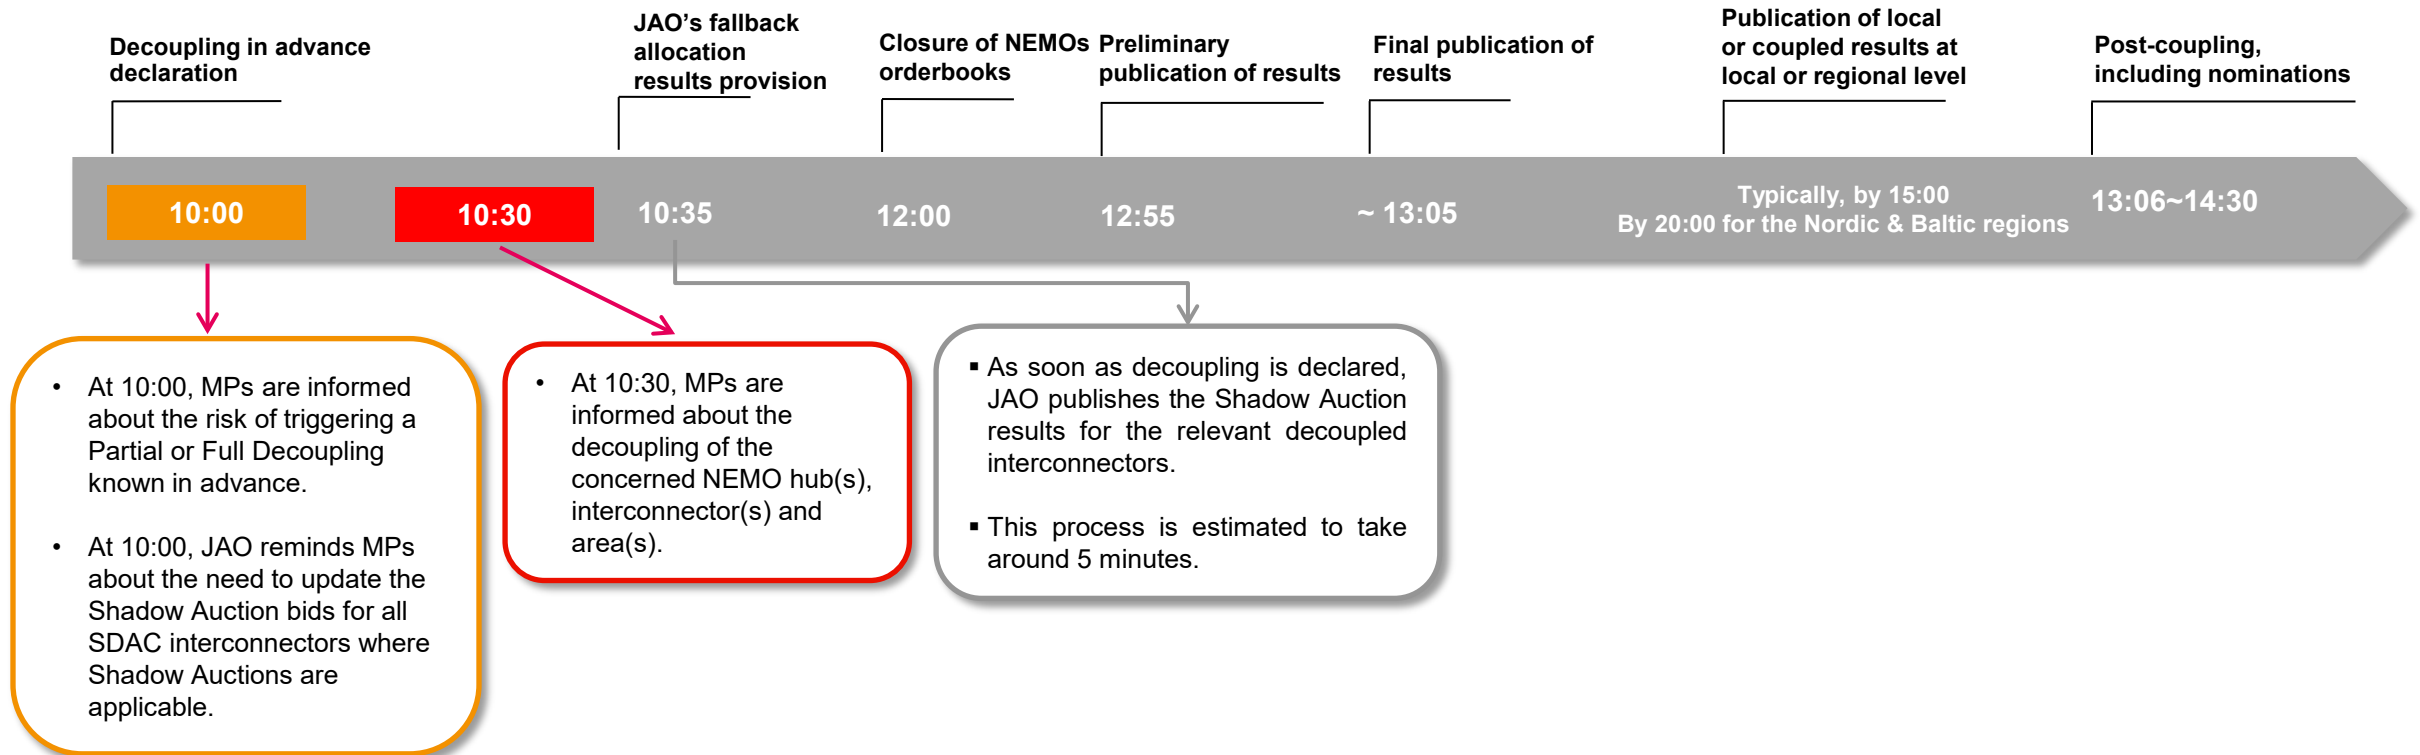 Decoupling in advance
declaration
JAO’s fallback
allocation
results provision
Closure of NEMOs
orderbooks
Preliminary
publication of results
Final publication of
results
Publication of local
or coupled results at
local or regional level
Post-coupling,
including nominations
10:00
10:30
10:35
12:00
12:55
~ 13:05
Typically, by 15:00
By 20:00 for the Nordic & Baltic regions
13:06~14:30
• At 10:00, MPs are informed
about the risk of triggering a
Partial or Full Decoupling
known in advance.
• At 10:00, JAO reminds MPs
about the need to update the
Shadow Auction bids for all
SDAC interconnectors where
Shadow Auctions are
applicable.
• At 10:30, MPs are
informed about the
decoupling of the
concerned NEMO hub(s),
interconnector(s) and
area(s).
▪ As soon as decoupling is declared,
JAO publishes the Shadow Auction
results for the relevant decoupled
interconnectors.
▪ This process is estimated to take
around 5 minutes.